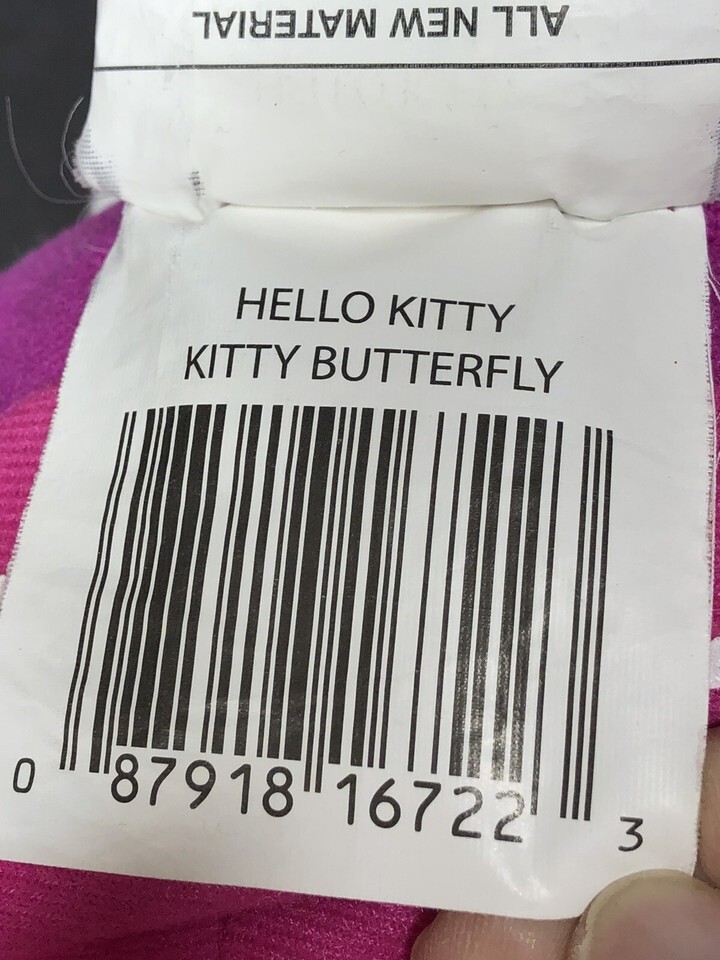 ALL NEW MATERIAL
HELLO KITTY
KITTY BUTTERFLY
0 87918 16722 3